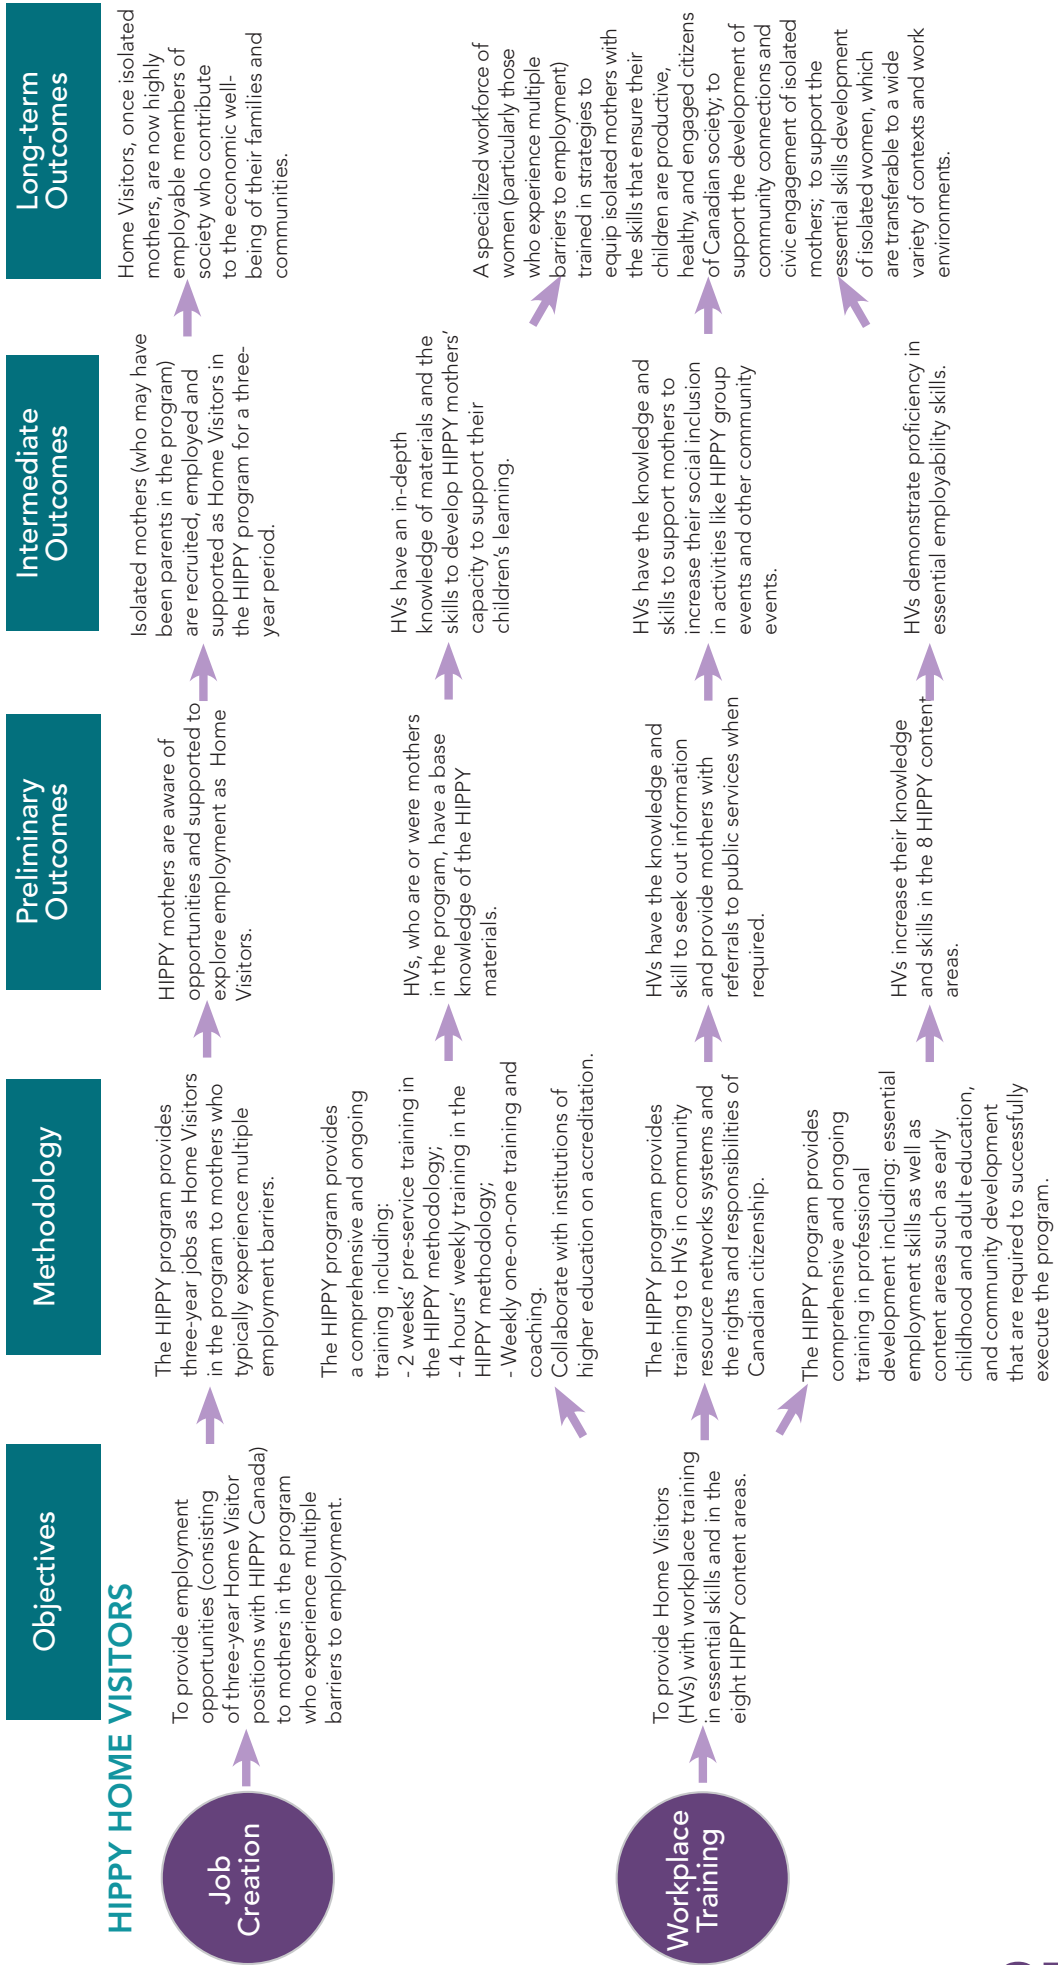 Objectives
Methodology
Preliminary
Outcomes
Intermediate
Outcomes
Long-term
Outcomes
HIPPY HOME VISITORS
Job
Creation
To provide employment
opportunities (consisting
of three-year Home Visitor
positions with HIPPY Canada)
to mothers in the program
who experience multiple
barriers to employment.
The HIPPY program provides
three-year jobs as Home Visitors
in the program to mothers who
typically experience multiple
employment barriers.
HIPPY mothers are aware of
opportunities and supported to
explore employment as Home
Visitors.
Isolated mothers (who may have
been parents in the program)
are recruited, employed and
supported as Home Visitors in
the HIPPY program for a three-
year period.
Home Visitors, once isolated
mothers, are now highly
employable members of
society who contribute
to the economic well-
being of their families and
communities.
Workplace
Training
To provide Home Visitors
(HVs) with workplace training
in essential skills and in the
eight HIPPY content areas.
The HIPPY program provides
a comprehensive and ongoing
training including:
- 2 weeks’ pre-service training in
the HIPPY methodology;
- 4 hours’ weekly training in the
HIPPY methodology;
- Weekly one-on-one training and
coaching.
Collaborate with institutions of
higher education on accreditation.
HVs, who are or were mothers
in the program, have a base
knowledge of the HIPPY
materials.
HVs have an in-depth
knowledge of materials and the
skills to develop HIPPY mothers’
capacity to support their
children’s learning.
The HIPPY program provides
training to HVs in community
resource networks systems and
the rights and responsibilities of
Canadian citizenship.
HVs have the knowledge and
skill to seek out information
and provide mothers with
referrals to public services when
required.
HVs have the knowledge and
skills to support mothers to
increase their social inclusion
in activities like HIPPY group
events and other community
events.
The HIPPY program provides
comprehensive and ongoing
training in professional
development including: essential
employment skills as well as
content areas such as early
childhood and adult education,
and community development
that are required to successfully
execute the program.
HVs increase their knowledge
and skills in the 8 HIPPY content
areas.
HVs demonstrate proficiency in
essential employability skills.
A specialized workforce of
women (particularly those
who experience multiple
barriers to employment)
trained in strategies to
equip isolated mothers with
the skills that ensure their
children are productive,
healthy, and engaged citizens
of Canadian society; to
support the development of
community connections and
civic engagement of isolated
mothers; to support the
essential skills development
of isolated women, which
are transferable to a wide
variety of contexts and work
environments.